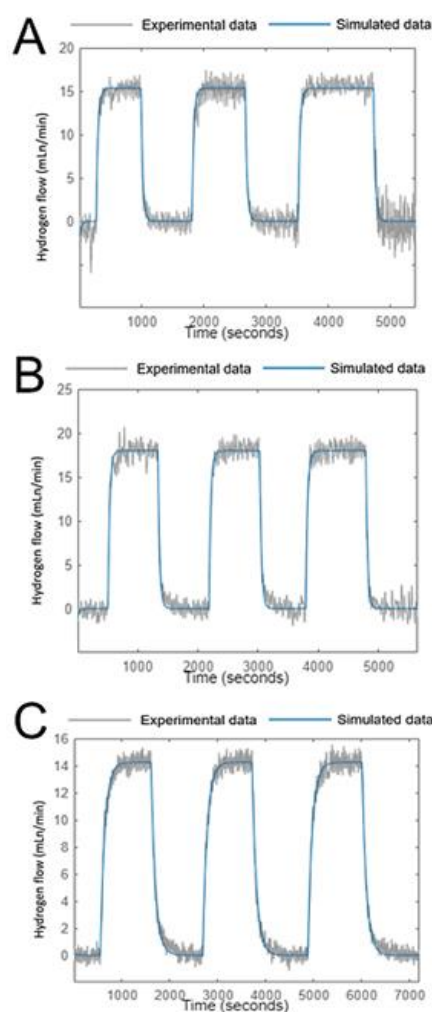 A
Experimental data Simulated data
Hydrogen flow (mLn/min)
20
15
10
5
0
1000 2000 3000 4000 5000
Time (seconds)
B
Experimental data Simulated data
Hydrogen flow (mLn/min)
25
20
15
10
5
0
1000 2000 3000 4000 5000
Time (seconds)
C
Experimental data Simulated data
Hydrogen flow (mLn/min)
16
14
12
10
8
6
4
2
0
1000 2000 3000 4000 5000 6000 7000
Time (seconds)